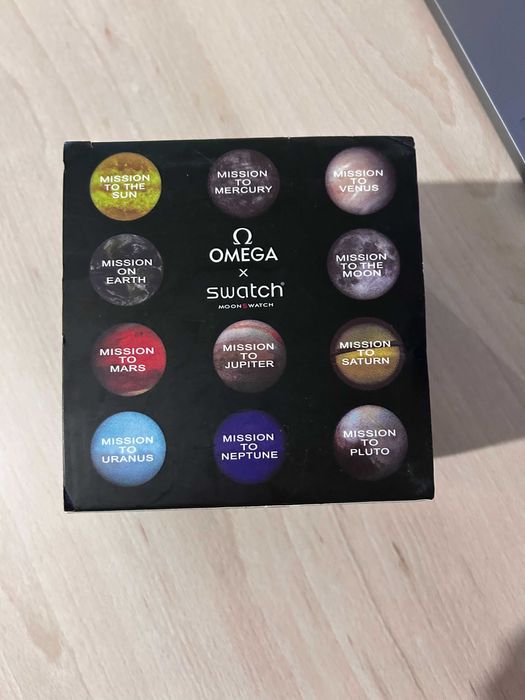 MISSION
TO THE
SUN
MISSION
TO
MERCURY
MISSION
TO
VENUS
MISSION
ON
EARTH
Ω
OMEGA
×
swatch®
MOONSWATCH
MISSION
TO THE
MOON
MISSION
TO
MARS
MISSION
TO
JUPITER
MISSION
TO
SATURN
MISSION
TO
URANUS
MISSION
TO
NEPTUNE
MISSION
TO
PLUTO